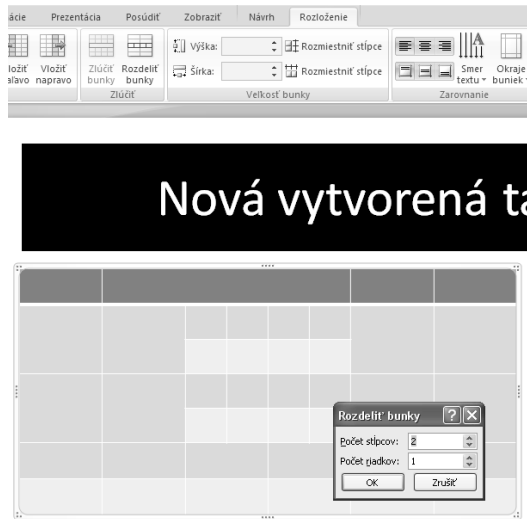 ácie Prezentácia Posúdiť Zobraziť Návrh Rozloženie
ložiť Vložiť
aľavo napravo
Zlúčiť Rozdeliť
bunky bunky
Zlúčiť
Výška: Rozmiestniť stĺpce
Šírka: Rozmiestniť stĺpce
Veľkosť bunky
Smer Okraje
textu buniek
Zarovnanie
Nová vytvorená ta
Rozdeliť bunky
Počet stĺpcov: 2
Počet riadkov: 1
OK Zrušiť